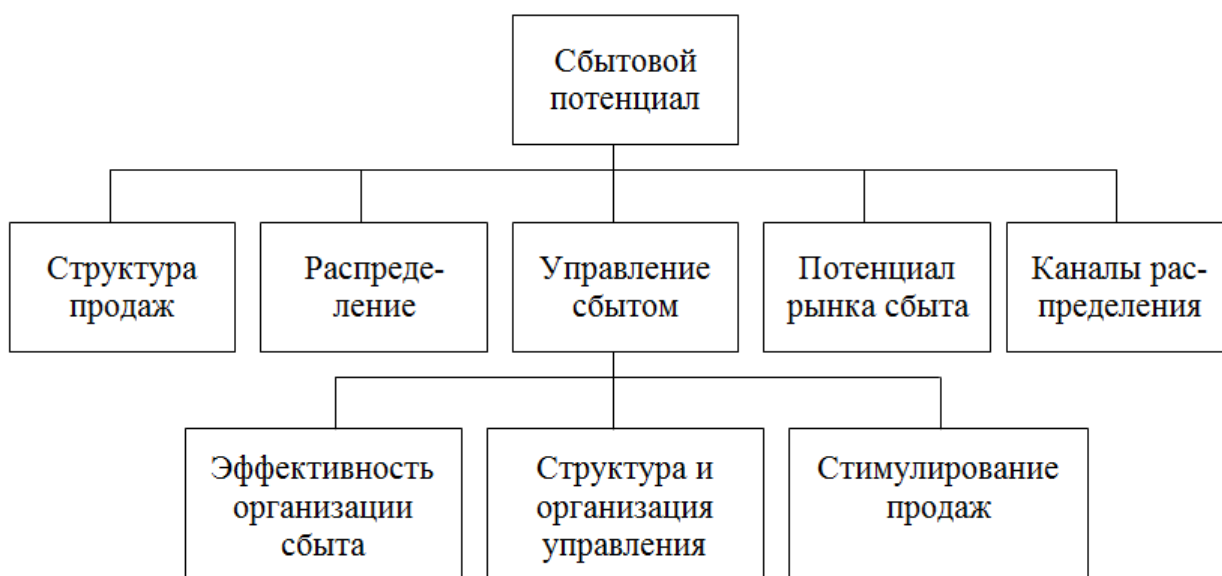 Сбытовой
потенциал
Структура
продаж
Распреде-
ление
Управление
сбытом
Потенциал
рынка сбыта
Каналы рас-
пределения
Эффективность
организации
сбыта
Структура и
организация
управления
Стимулирование
продаж